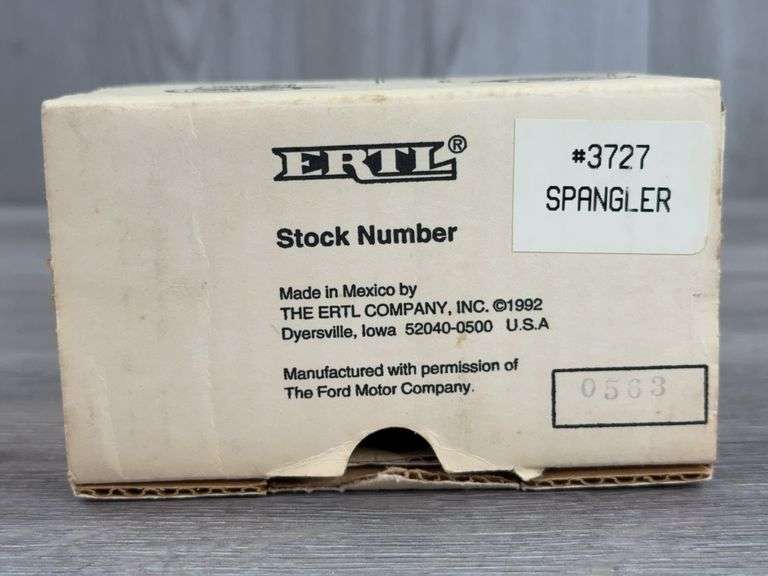 ERTL®
#3727
SPANGLER
Stock Number
Made in Mexico by
THE ERTL COMPANY, INC. ©1992
Dyersville, Iowa 52040-0500 U.S.A
Manufactured with permission of
The Ford Motor Company.
0563